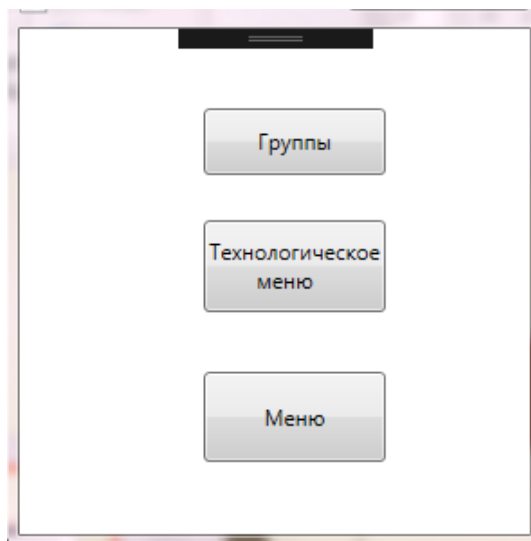 Группы
Технологическое
меню
Меню